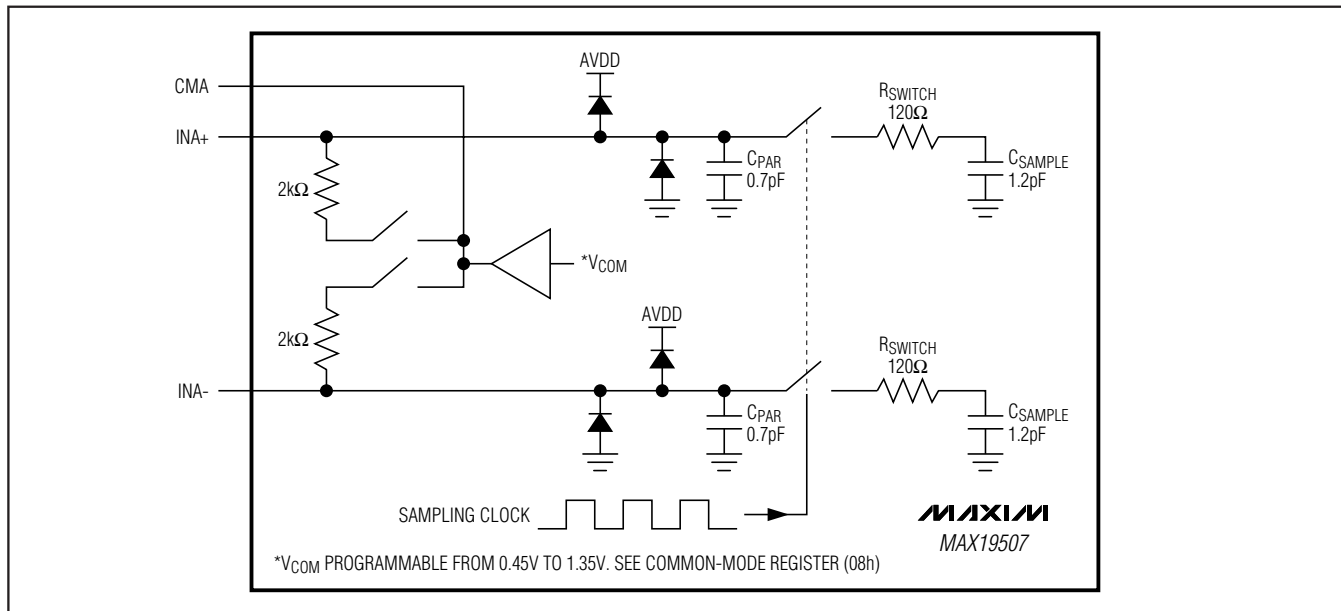 AVDD
CMA
RSWITCH
120Ω
INA+
CPAR
0.7pF
CSAMPLE
1.2pF
2kΩ
*VCOM
AVDD
2kΩ
RSWITCH
120Ω
INA-
CPAR
0.7pF
CSAMPLE
1.2pF
SAMPLING CLOCK
MAXIM
MAX19507
*VCOM PROGRAMMABLE FROM 0.45V TO 1.35V. SEE COMMON-MODE REGISTER (08h)